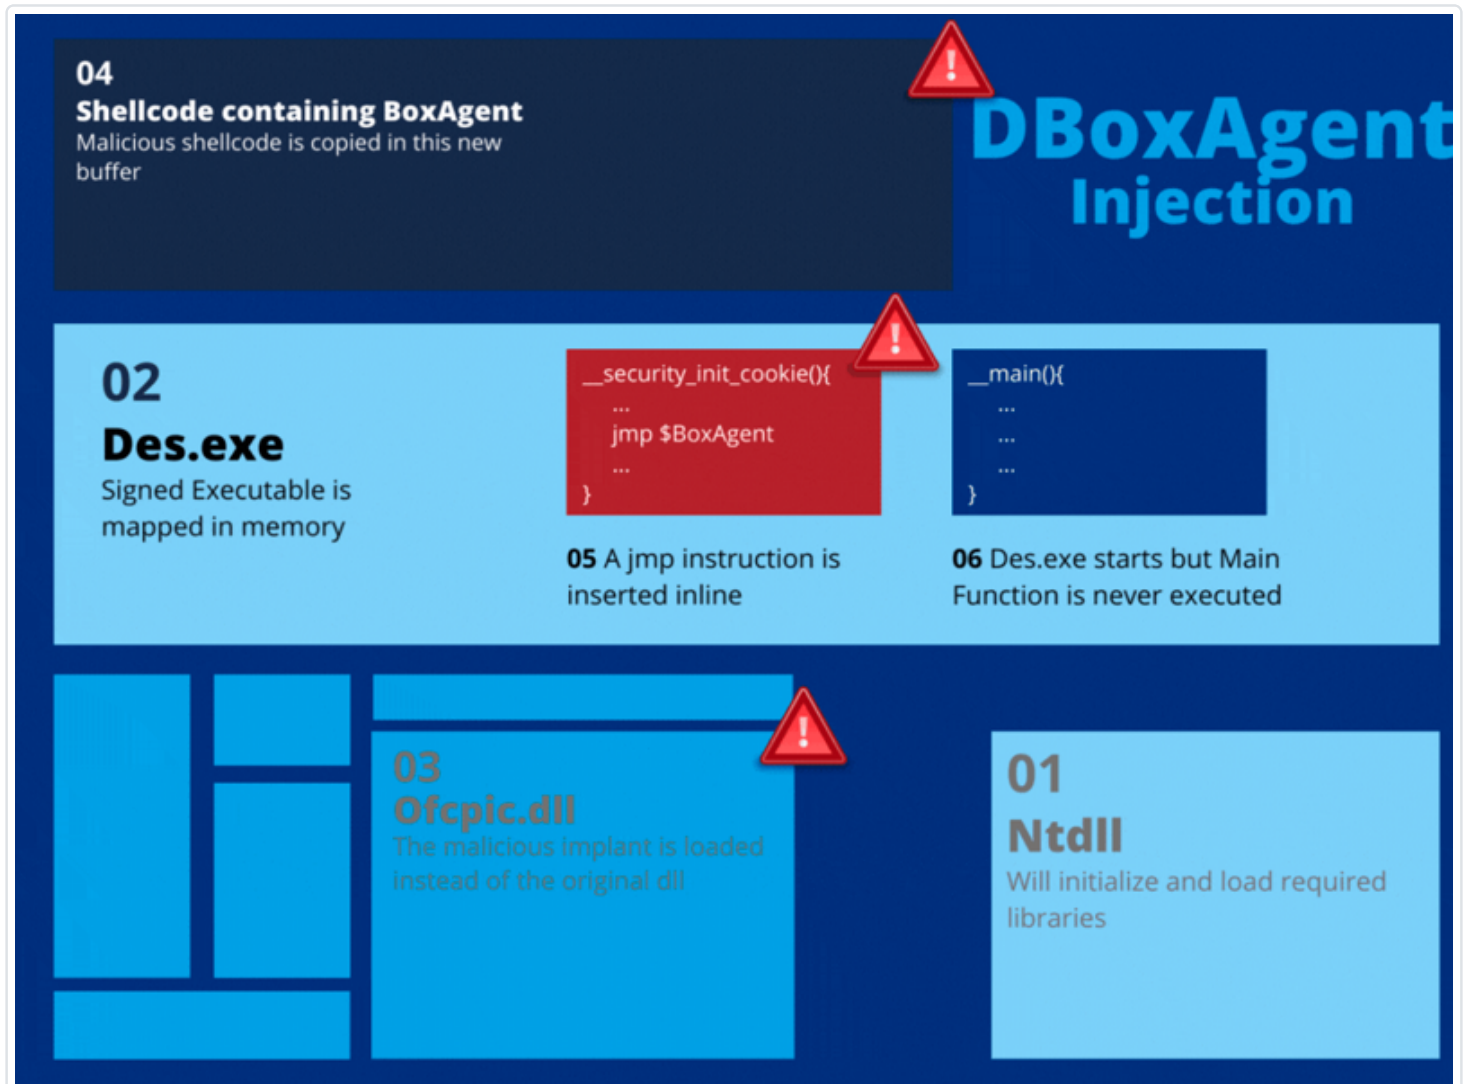 04
Shellcode containing BoxAgent
Malicious shellcode is copied in this new
buffer
DBoxAgent
Injection
02
Des.exe
Signed Executable is
mapped in memory
__security_init_cookie(){
...
jmp $BoxAgent
...
}
05 A jmp instruction is
inserted inline
__main(){
...
...
...
}
06 Des.exe starts but Main
Function is never executed
03
Ofcpic.dll
The malicious implant is loaded
instead of the original dll
01
Ntdll
Will initialize and load required
libraries